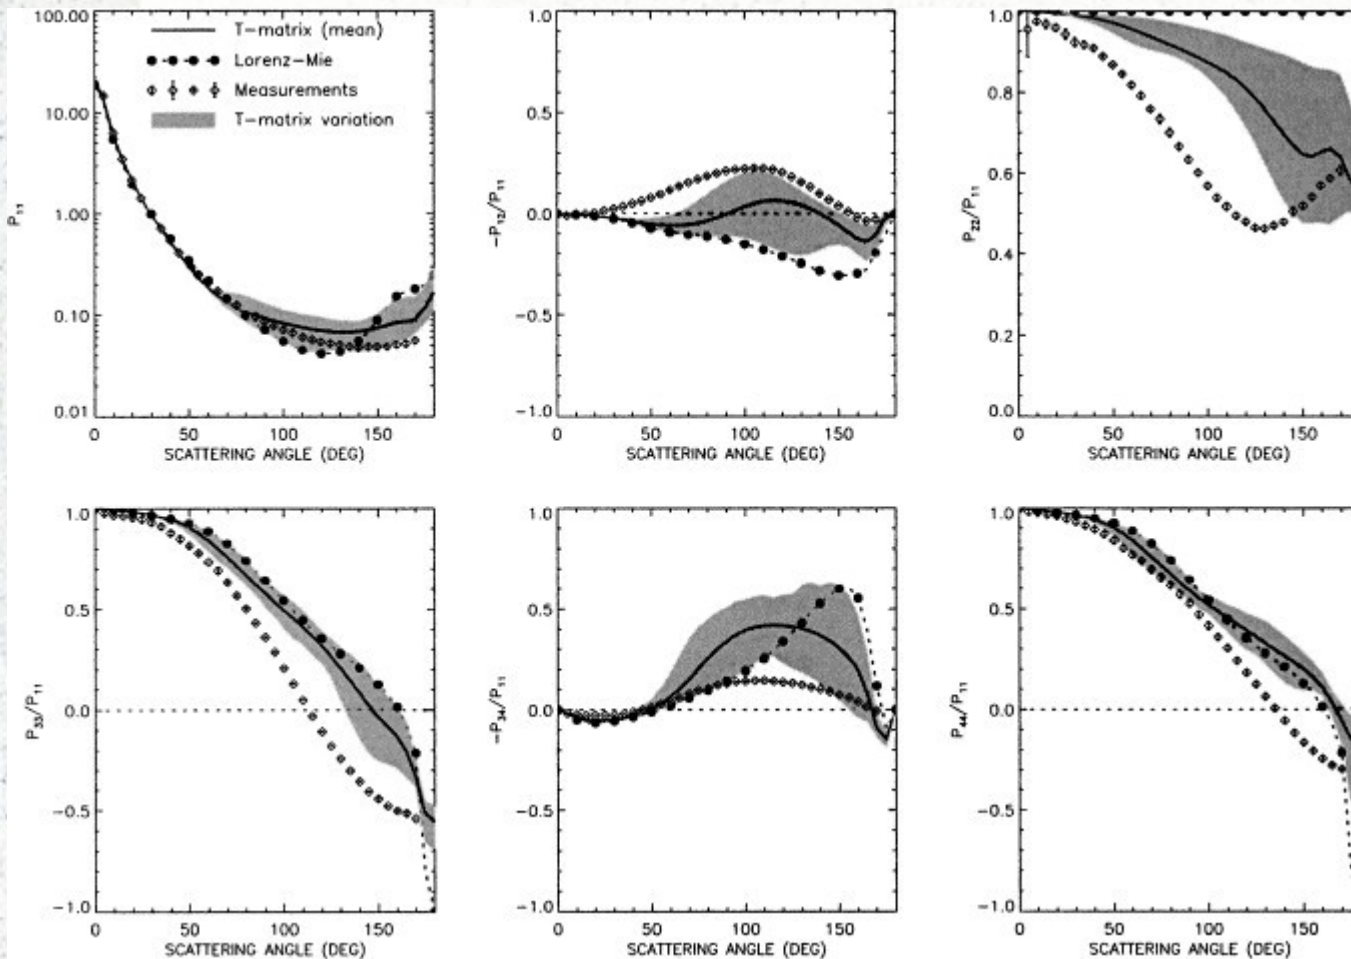 100.00
10.00
1.00
0.10
0.01
P₁₁
T-matrix (mean)
Lorenz-Mie
Measurements
T-matrix variation
0 50 100 150
SCATTERING ANGLE (DEG)
1.0
0.5
0.0
-0.5
-1.0
-P₁₂/P₁₁
0 50 100 150
SCATTERING ANGLE (DEG)
1.0
0.8
0.6
0.4
0.2
0.0
P₂₂/P₁₁
0 50 100 150
SCATTERING ANGLE (DEG)
1.0
0.5
0.0
-0.5
-1.0
P₃₃/P₁₁
0 50 100 150
SCATTERING ANGLE (DEG)
1.0
0.5
0.0
-0.5
-1.0
-P₃₄/P₁₁
0 50 100 150
SCATTERING ANGLE (DEG)
1.0
0.5
0.0
-0.5
-1.0
P₄₄/P₁₁
0 50 100 150
SCATTERING ANGLE (DEG)